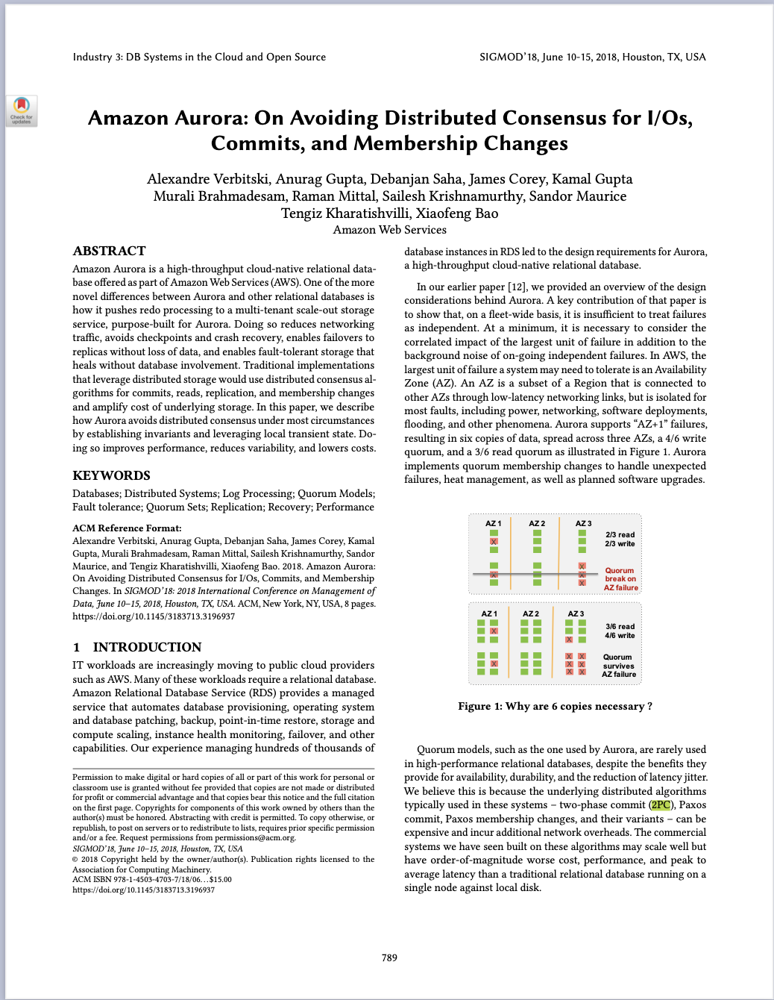 Industry 3: DB Systems in the Cloud and Open Source
SIGMOD'18, June 10-15, 2018, Houston, TX, USA
Check for
updates
Amazon Aurora: On Avoiding Distributed Consensus for I/Os,
Commits, and Membership Changes
Alexandre Verbitski, Anurag Gupta, Debanjan Saha, James Corey, Kamal Gupta
Murali Brahmadesam, Raman Mittal, Sailesh Krishnamurthy, Sandor Maurice
Tengiz Kharatishvilli, Xiaofeng Bao
Amazon Web Services
ABSTRACT
Amazon Aurora is a high-throughput cloud-native relational data-
base offered as part of Amazon Web Services (AWS). One of the more
novel differences between Aurora and other relational databases is
how it pushes redo processing to a multi-tenant scale-out storage
service, purpose-built for Aurora. Doing so reduces networking
traffic, avoids checkpoints and crash recovery, enables failovers to
replicas without loss of data, and enables fault-tolerant storage that
heals without database involvement. Traditional implementations
that leverage distributed storage would use distributed consensus al-
gorithms for commits, reads, replication, and membership changes
and amplify cost of underlying storage. In this paper, we describe
how Aurora avoids distributed consensus under most circumstances
by establishing invariants and leveraging local transient state. Do-
ing so improves performance, reduces variability, and lowers costs.
KEYWORDS
Databases; Distributed Systems; Log Processing; Quorum Models;
Fault tolerance; Quorum Sets; Replication; Recovery; Performance
ACM Reference Format:
Alexandre Verbitski, Anurag Gupta, Debanjan Saha, James Corey, Kamal
Gupta, Murali Brahmadesam, Raman Mittal, Sailesh Krishnamurthy, Sandor
Maurice, and Tengiz Kharatishvilli, Xiaofeng Bao. 2018. Amazon Aurora:
On Avoiding Distributed Consensus for I/Os, Commits, and Membership
Changes. In SIGMOD'18: 2018 International Conference on Management of
Data, June 10–15, 2018, Houston, TX, USA. ACM, New York, NY, USA, 8 pages.
https://doi.org/10.1145/3183713.3196937
1 INTRODUCTION
IT workloads are increasingly moving to public cloud providers
such as AWS. Many of these workloads require a relational database.
Amazon Relational Database Service (RDS) provides a managed
service that automates database provisioning, operating system
and database patching, backup, point-in-time restore, storage and
compute scaling, instance health monitoring, failover, and other
capabilities. Our experience managing hundreds of thousands of
Permission to make digital or hard copies of all or part of this work for personal or
classroom use is granted without fee provided that copies are not made or distributed
for profit or commercial advantage and that copies bear this notice and the full citation
on the first page. Copyrights for components of this work owned by others than the
author(s) must be honored. Abstracting with credit is permitted. To copy otherwise, or
republish, to post on servers or to redistribute to lists, requires prior specific permission
and/or a fee. Request permissions from permissions@acm.org.
SIGMOD'18, June 10–15, 2018, Houston, TX, USA
© 2018 Copyright held by the owner/author(s). Publication rights licensed to the
Association for Computing Machinery.
ACM ISBN 978-1-4503-4703-7/18/06...$15.00
https://doi.org/10.1145/3183713.3196937
database instances in RDS led to the design requirements for Aurora,
a high-throughput cloud-native relational database.
In our earlier paper [12], we provided an overview of the design
considerations behind Aurora. A key contribution of that paper is
to show that, on a fleet-wide basis, it is insufficient to treat failures
as independent. At a minimum, it is necessary to consider the
correlated impact of the largest unit of failure in addition to the
background noise of on-going independent failures. In AWS, the
largest unit of failure a system may need to tolerate is an Availability
Zone (AZ). An AZ is a subset of a Region that is connected to
other AZs through low-latency networking links, but is isolated for
most faults, including power, networking, software deployments,
flooding, and other phenomena. Aurora supports "AZ+1" failures,
resulting in six copies of data, spread across three AZs, a 4/6 write
quorum, and a 3/6 read quorum as illustrated in Figure 1. Aurora
implements quorum membership changes to handle unexpected
failures, heat management, as well as planned software upgrades.
AZ 1 AZ 2 AZ 3
X
2/3 read
2/3 write
X
X
X
X
Quorum
break on
AZ failure
AZ 1 AZ 2 AZ 3
X
X
3/6 read
4/6 write
X
X X
X X
X X
Quorum
survives
AZ failure
Figure 1: Why are 6 copies necessary ?
Quorum models, such as the one used by Aurora, are rarely used
in high-performance relational databases, despite the benefits they
provide for availability, durability, and the reduction of latency jitter.
We believe this is because the underlying distributed algorithms
typically used in these systems – two-phase commit (2PC), Paxos
commit, Paxos membership changes, and their variants – can be
expensive and incur additional network overheads. The commercial
systems we have seen built on these algorithms may scale well but
have order-of-magnitude worse cost, performance, and peak to
average latency than a traditional relational database running on a
single node against local disk.
789